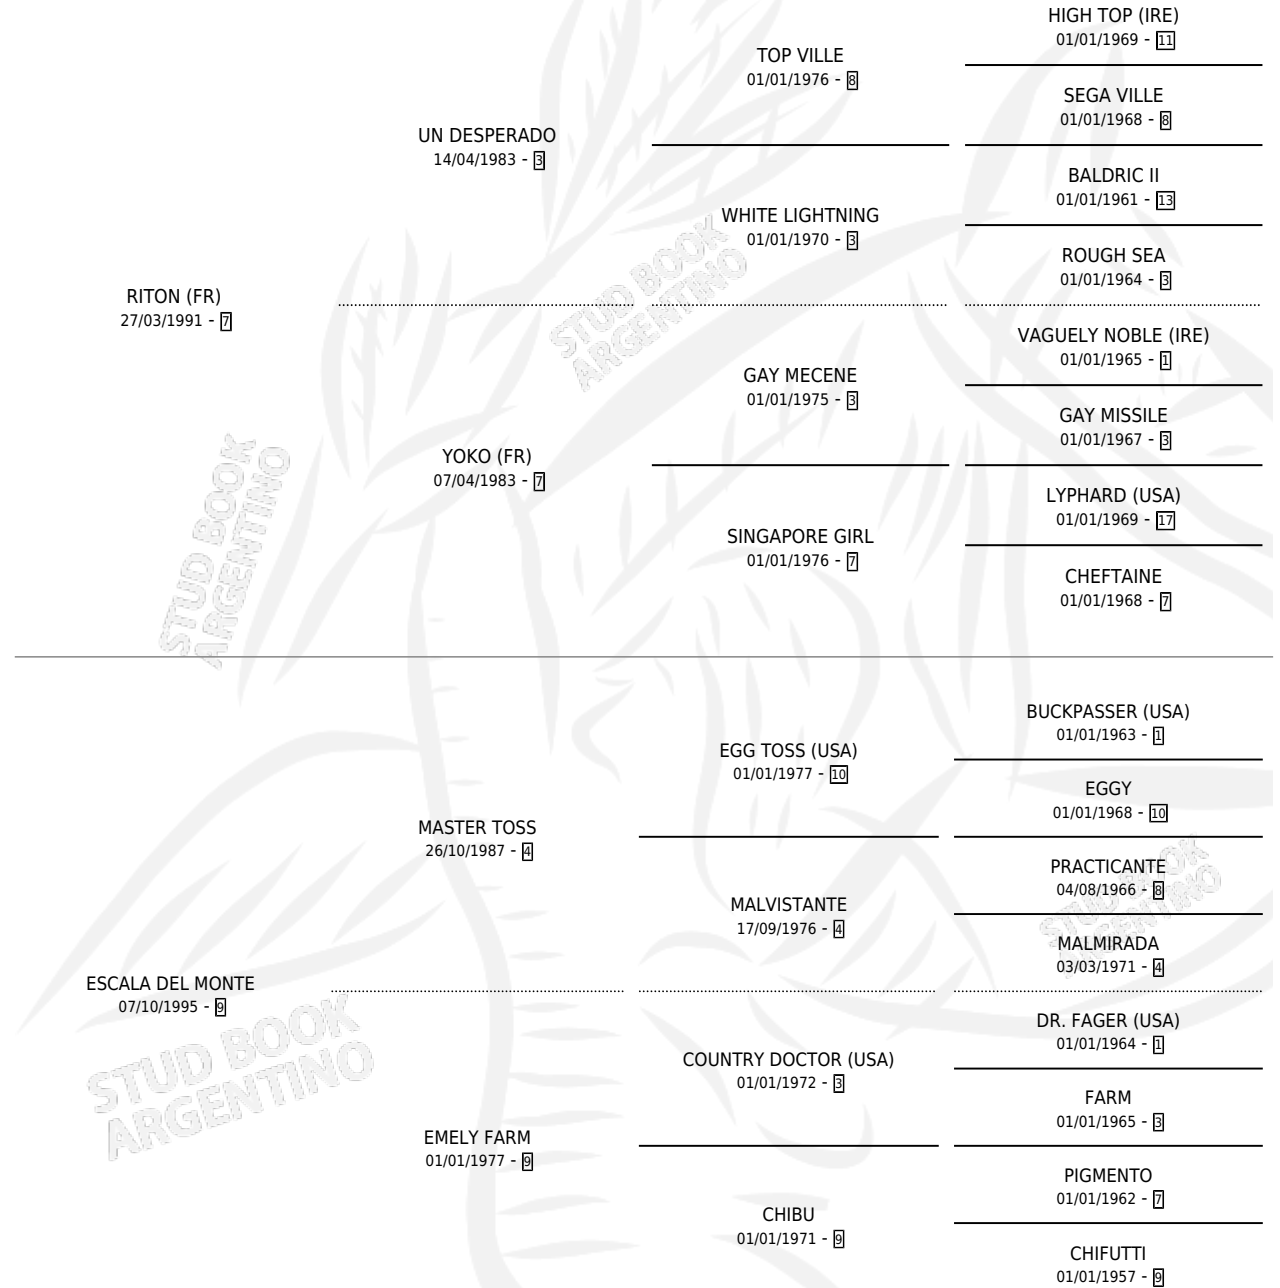 HIGH TOP (IRE)
01/01/1969 - 11
TOP VILLE
01/01/1976 - 8
SEGA VILLE
01/01/1968 - 8
UN DESPERADO
14/04/1983 - 3
BALDRIC II
01/01/1961 - 13
WHITE LIGHTNING
01/01/1970 - 3
ROUGH SEA
01/01/1964 - 3
RITON (FR)
27/03/1991 - 7
VAGUELY NOBLE (IRE)
01/01/1965 - 1
GAY MECENE
01/01/1975 - 3
GAY MISSILE
01/01/1967 - 3
YOKO (FR)
07/04/1983 - 7
LYPHARD (USA)
01/01/1969 - 17
SINGAPORE GIRL
01/01/1976 - 7
CHEFTAINE
01/01/1968 - 7
BUCKPASSER (USA)
01/01/1963 - 1
EGG TOSS (USA)
01/01/1977 - 10
EGGY
01/01/1968 - 10
MASTER TOSS
26/10/1987 - 4
PRACTICANTE
04/08/1966 - 8
MALVISTANTE
17/09/1976 - 4
MALMIRADA
03/03/1971 - 4
ESCALA DEL MONTE
07/10/1995 - 9
DR. FAGER (USA)
01/01/1964 - 1
COUNTRY DOCTOR (USA)
01/01/1972 - 3
FARM
01/01/1965 - 3
EMELY FARM
01/01/1977 - 9
PIGMENTO
01/01/1962 - 7
CHIBU
01/01/1971 - 9
CHIFUTTI
01/01/1957 - 9
STUD BOOK
ARGENTINO
STUD BOOK
ARGENTINO
STUD BOOK
ARGENTINO
STUD BOOK
ARGENTINO